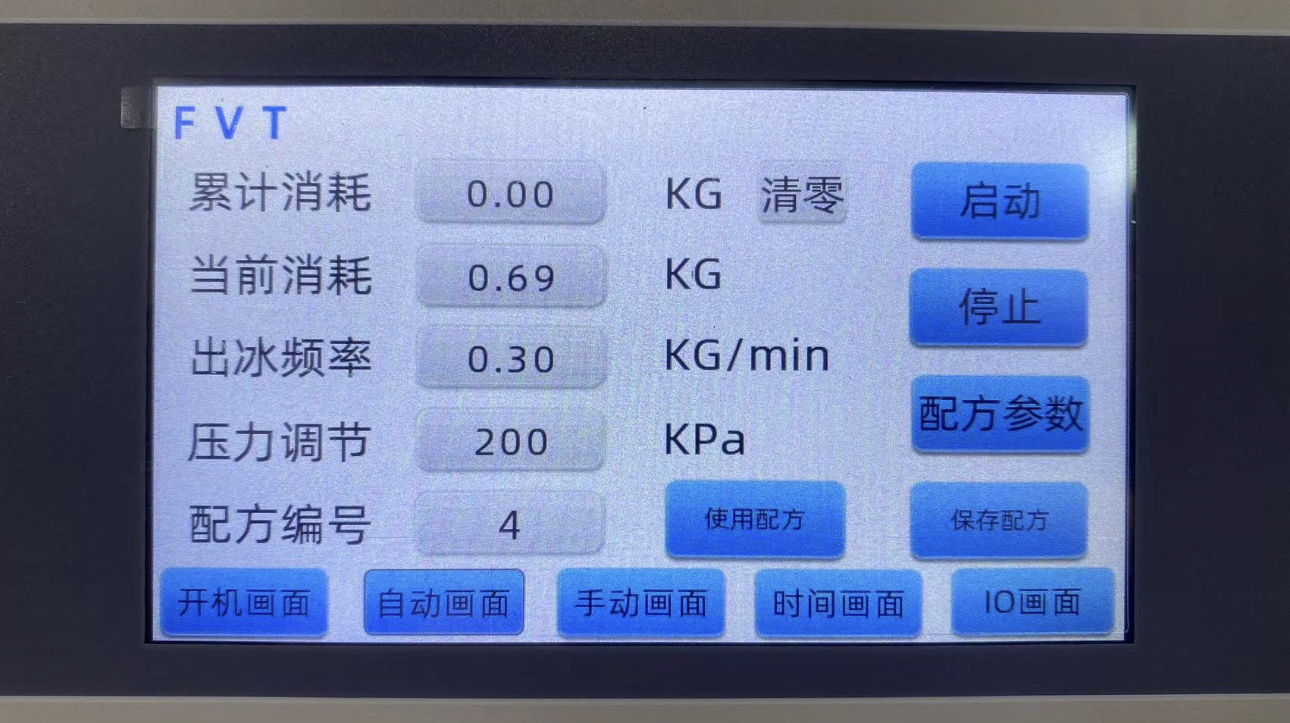 F V T
累计消耗 0.00 KG 清零 启动
当前消耗 0.69 KG
停止
出冰频率 0.30 KG/min
配方参数
压力调节 200 KPa
配方编号 4 使用配方 保存配方
开机画面 自动画面 手动画面 时间画面 IO画面